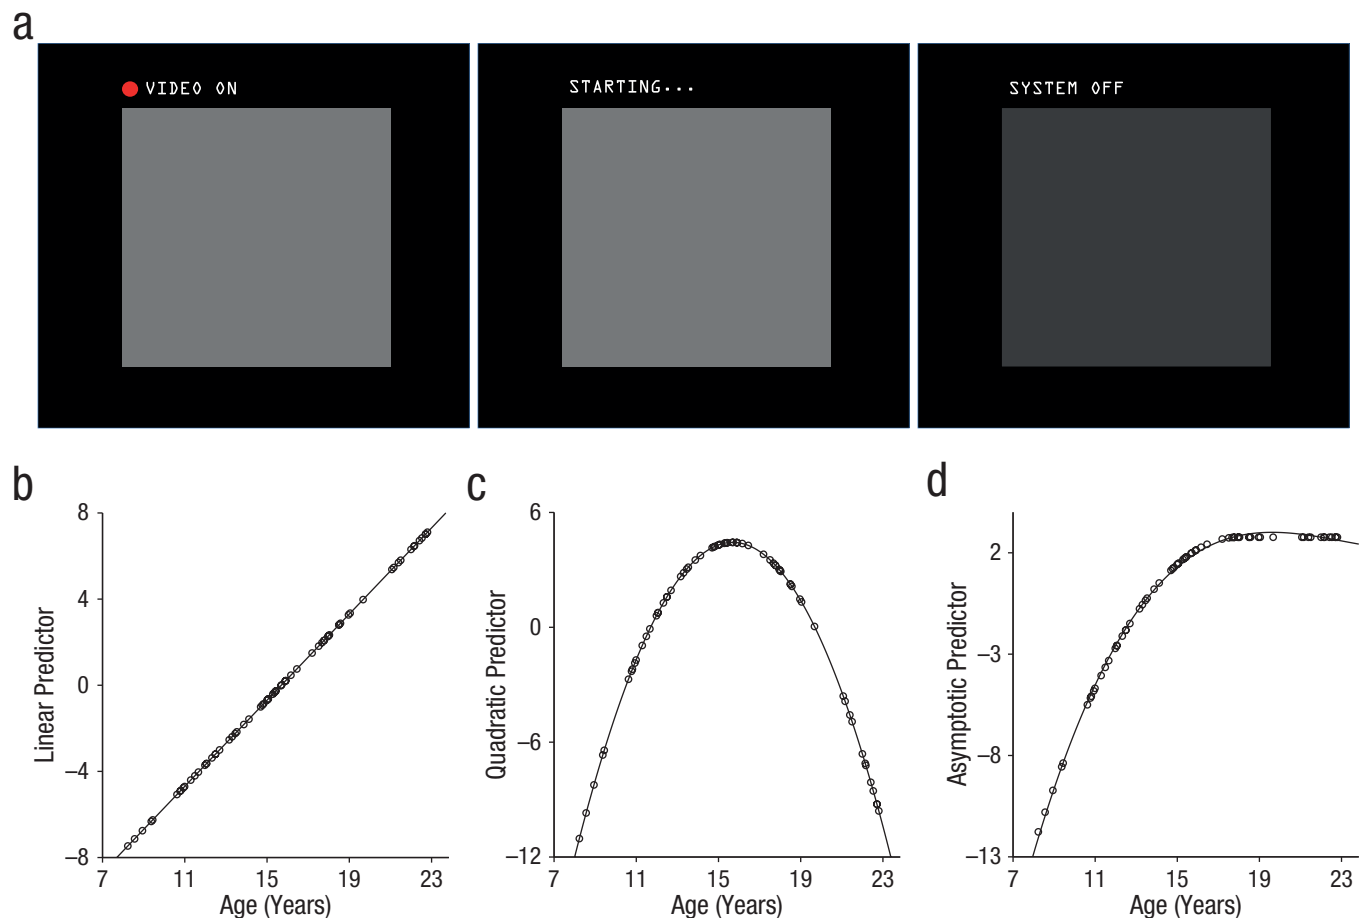 a
VIDEO ON
STARTING...
SYSTEM OFF
b
8
4
0
–4
–8
Linear Predictor
7 11 15 19 23
Age (Years)
c
6
0
–6
–12
Quadratic Predictor
7 11 15 19 23
Age (Years)
d
2
–3
–8
–13
Asymptotic Predictor
7 11 15 19 23
Age (Years)